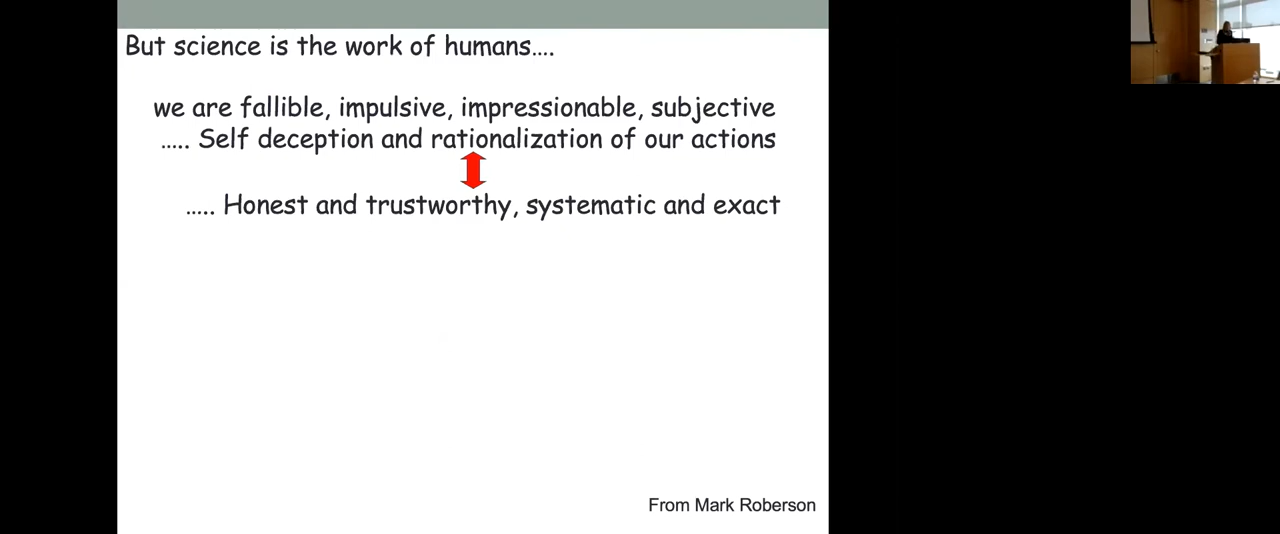 But science is the work of humans....
we are fallible, impulsive, impressionable, subjective
..... Self deception and rationalization of our actions
..... Honest and trustworthy, systematic and exact
From Mark Roberson